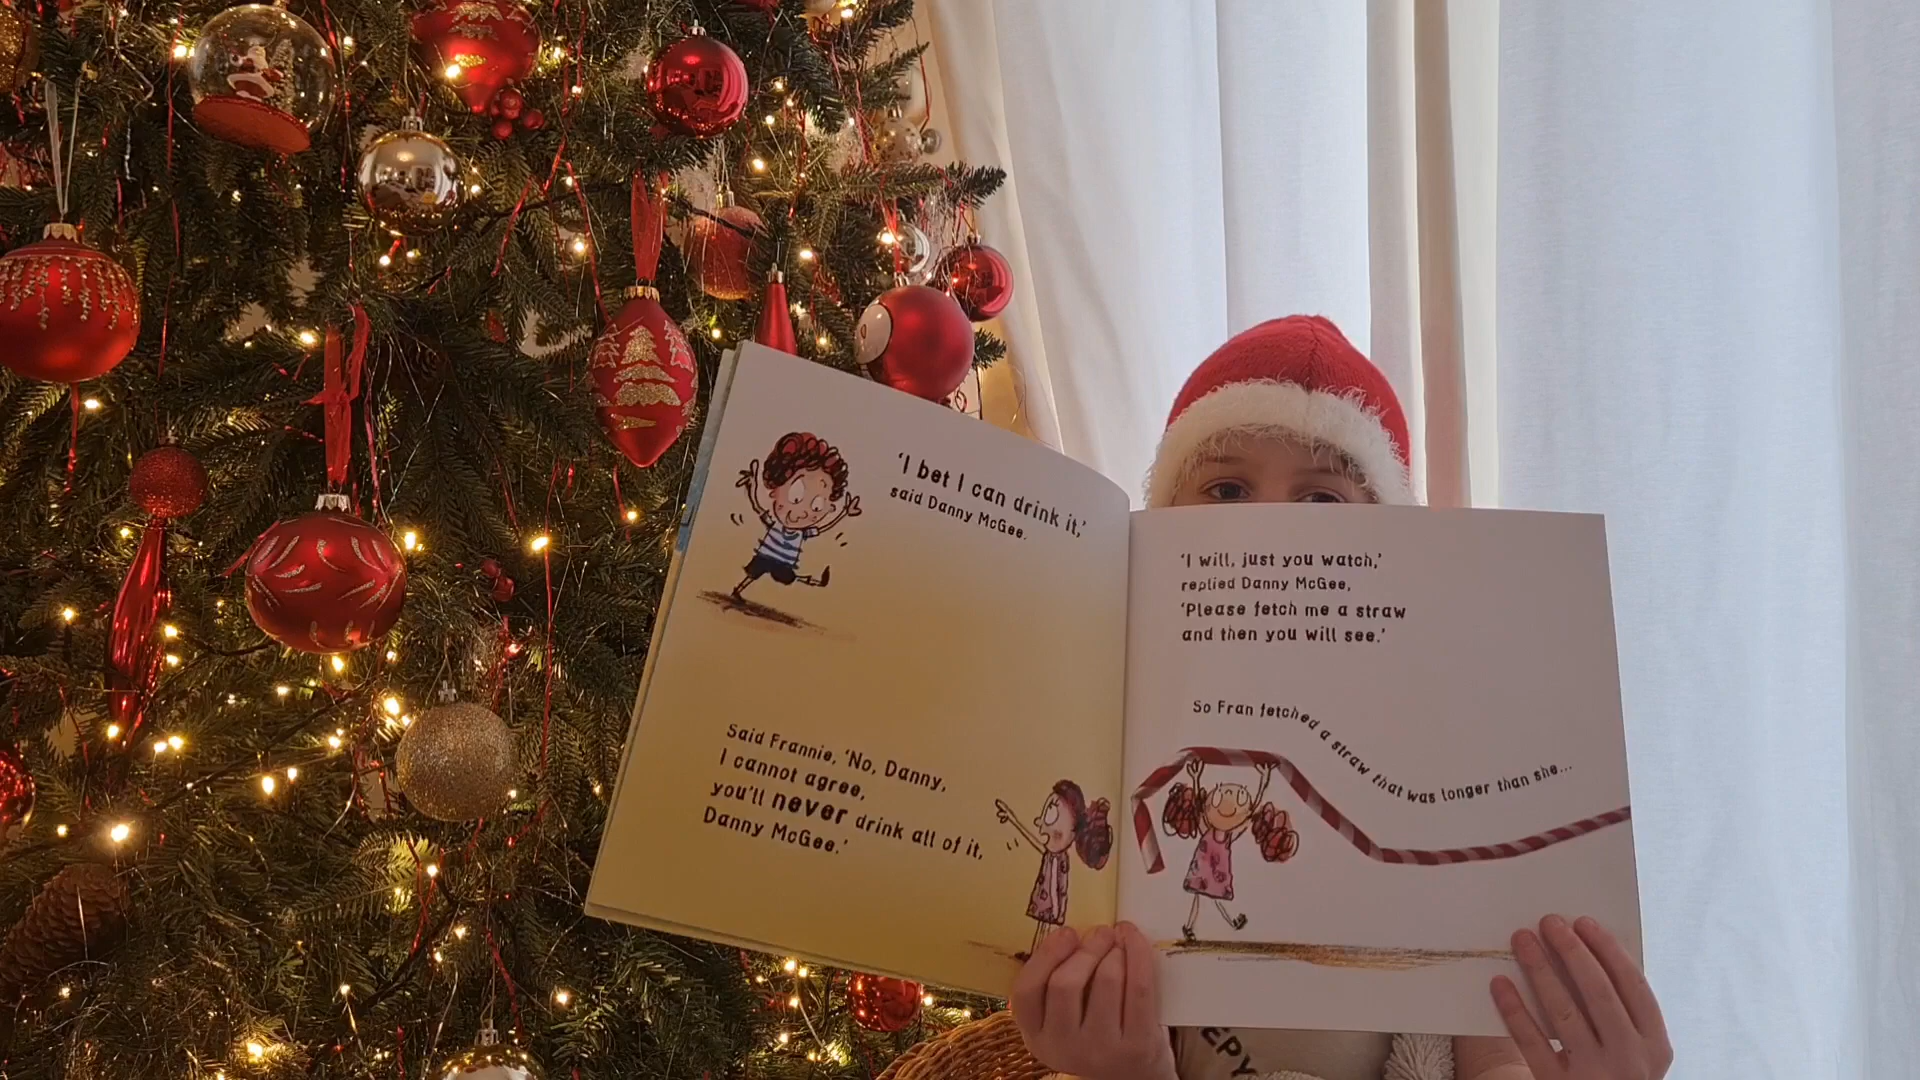 'I bet I can drink it,'
said Danny McGee.
Said Frannie, 'No, Danny,
I cannot agree,
you'll never drink all of it,
Danny McGee.'
'I will, just you watch,'
replied Danny McGee,
'Please fetch me a straw
and then you will see.'
So Fran fetched a straw that was longer than she...